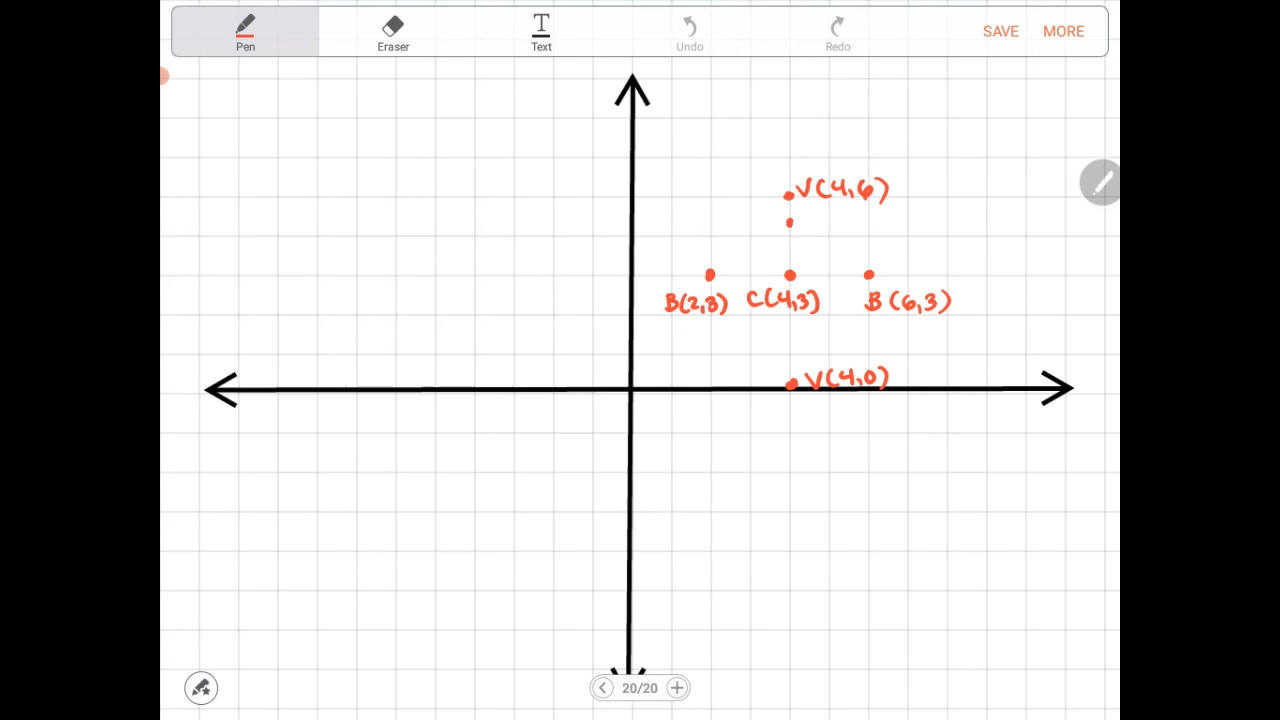 Pen Eraser Text Undo Redo SAVE MORE
V(4,6)
B(2,3) C(4,3) B(6,3)
V(4,0)
20/20